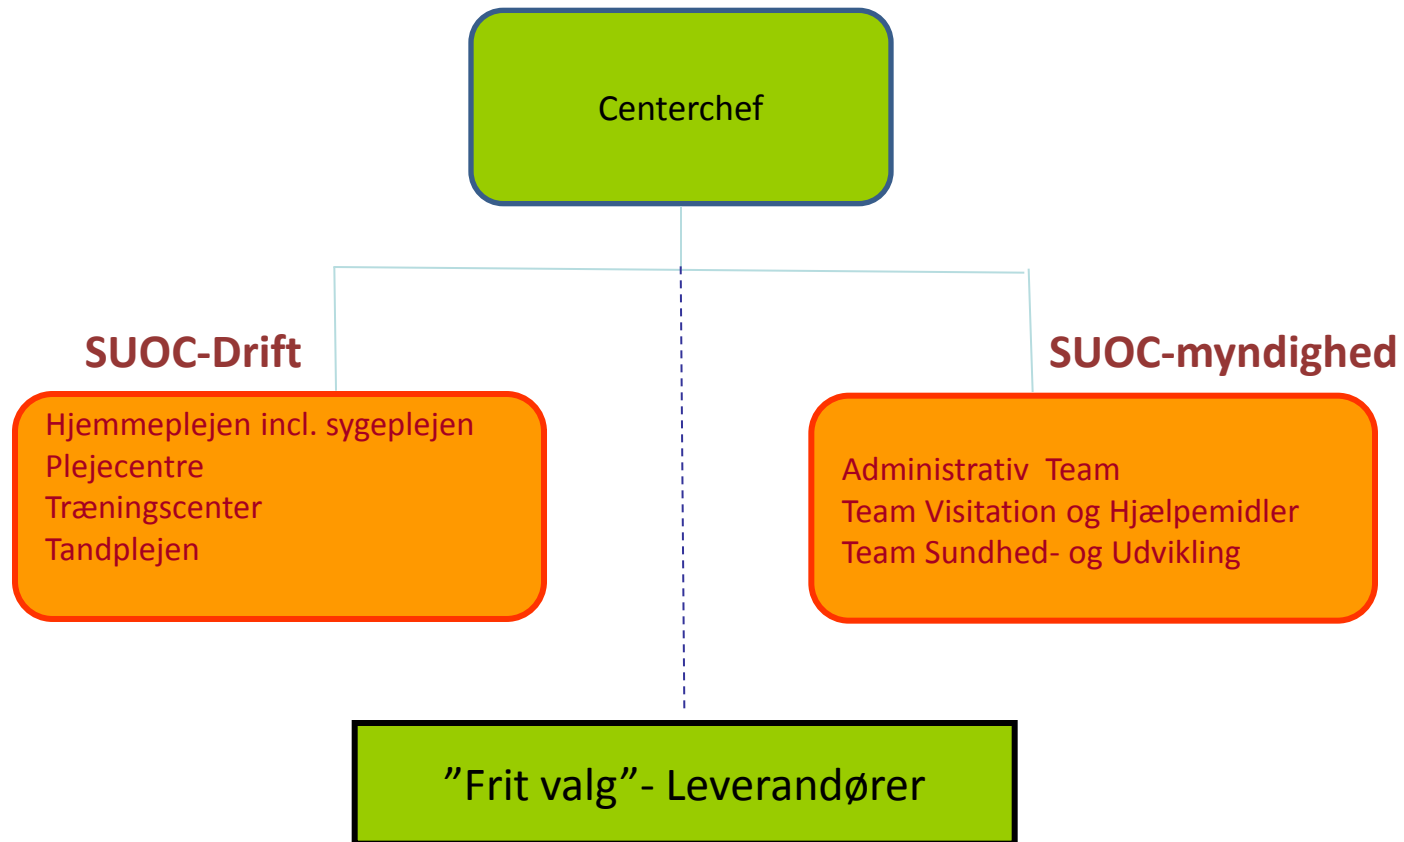 Centerchef
SUOC-Drift
Hjemmeplejen incl. sygeplejen
Plejecentre
Træningscenter
Tandplejen
SUOC-myndighed
Administrativ  Team
Team Visitation og Hjælpemidler
Team Sundhed- og Udvikling
”Frit valg”- Leverandører